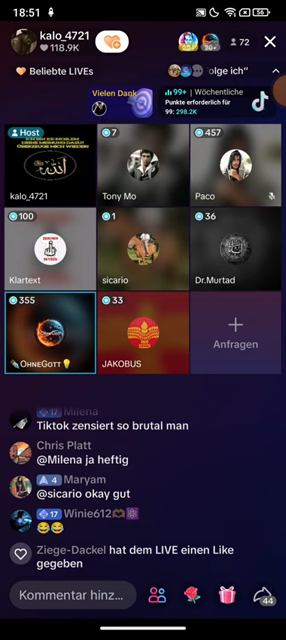 18:51
56
kalo_4721
118.9K
20+
72
Beliebte LIVEs
olge ich"
Vielen Dank
99+ | Wöchentliche
Punkte erforderlich für
99: 298.2K
Host
kalo_4721
7
Tony Mo
457
Paco
100
Klartext
1
sicario
36
Dr.Murtad
355
OHNEGOTT
33
JAKOBUS
Anfragen
17 Milena
Tiktok zensiert so brutal man
Chris Platt
@Milena ja heftig
4 Maryam
@sicario okay gut
17 Winie612
😂😂
Ziege-Dackel hat dem LIVE einen Like
gegeben
Kommentar hinz...
44